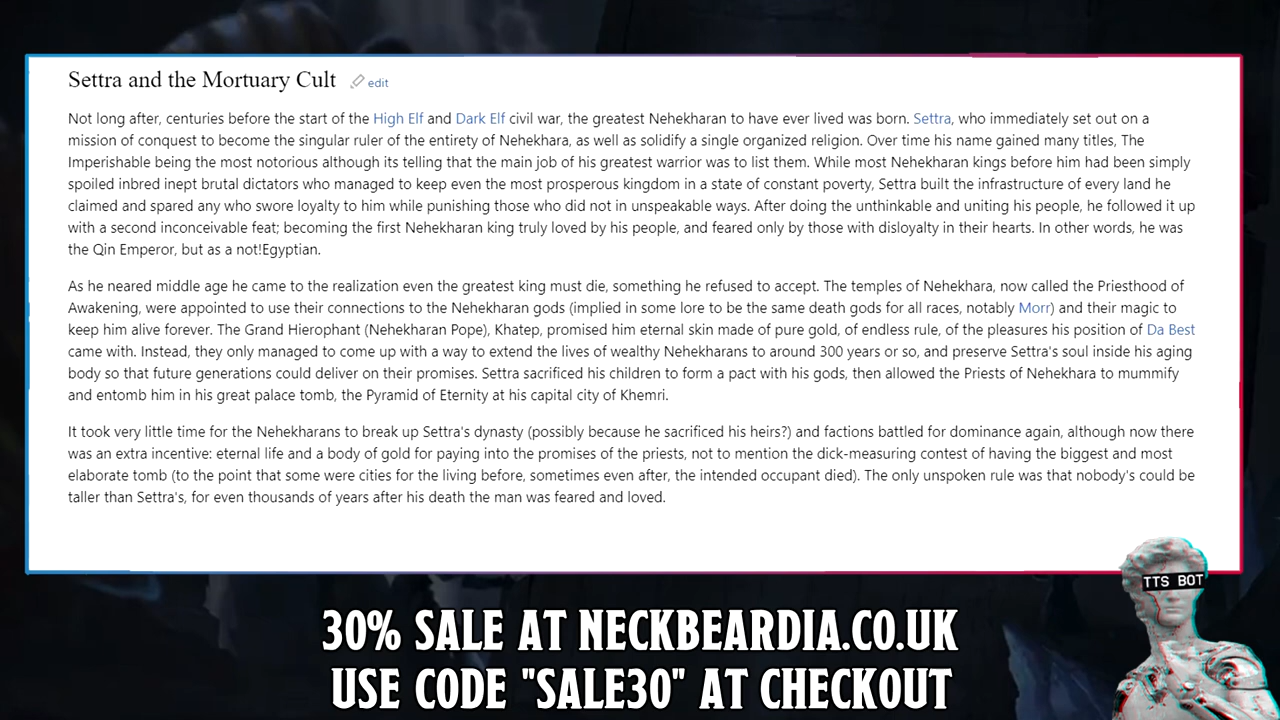 Settra and the Mortuary Cult edit
Not long after, centuries before the start of the High Elf and Dark Elf civil war, the greatest Nehekharan to have ever lived was born. Settra, who immediately set out on a
mission of conquest to become the singular ruler of the entirety of Nehekhara, as well as solidify a single organized religion. Over time his name gained many titles, The
Imperishable being the most notorious although its telling that the main job of his greatest warrior was to list them. While most Nehekharan kings before him had been simply
spoiled inbred inept brutal dictators who managed to keep even the most prosperous kingdom in a state of constant poverty, Settra built the infrastructure of every land he
claimed and spared any who swore loyalty to him while punishing those who did not in unspeakable ways. After doing the unthinkable and uniting his people, he followed it up
with a second inconceivable feat; becoming the first Nehekharan king truly loved by his people, and feared only by those with disloyalty in their hearts. In other words, he was
the Qin Emperor, but as a not!Egyptian.
As he neared middle age he came to the realization even the greatest king must die, something he refused to accept. The temples of Nehekhara, now called the Priesthood of
Awakening, were appointed to use their connections to the Nehekharan gods (implied in some lore to be the same death gods for all races, notably Morr) and their magic to
keep him alive forever. The Grand Hierophant (Nehekharan Pope), Khatep, promised him eternal skin made of pure gold, of endless rule, of the pleasures his position of Da Best
came with. Instead, they only managed to come up with a way to extend the lives of wealthy Nehekharans to around 300 years or so, and preserve Settra's soul inside his aging
body so that future generations could deliver on their promises. Settra sacrificed his children to form a pact with his gods, then allowed the Priests of Nehekhara to mummify
and entomb him in his great palace tomb, the Pyramid of Eternity at his capital city of Khemri.
It took very little time for the Nehekharans to break up Settra's dynasty (possibly because he sacrificed his heirs?) and factions battled for dominance again, although now there
was an extra incentive: eternal life and a body of gold for paying into the promises of the priests, not to mention the dick-measuring contest of having the biggest and most
elaborate tomb (to the point that some were cities for the living before, sometimes even after, the intended occupant died). The only unspoken rule was that nobody's could be
taller than Settra's, for even thousands of years after his death the man was feared and loved.
TTS BOT
30% SALE AT NECKBEARDIA.CO.UK
USE CODE "SALE30" AT CHECKOUT